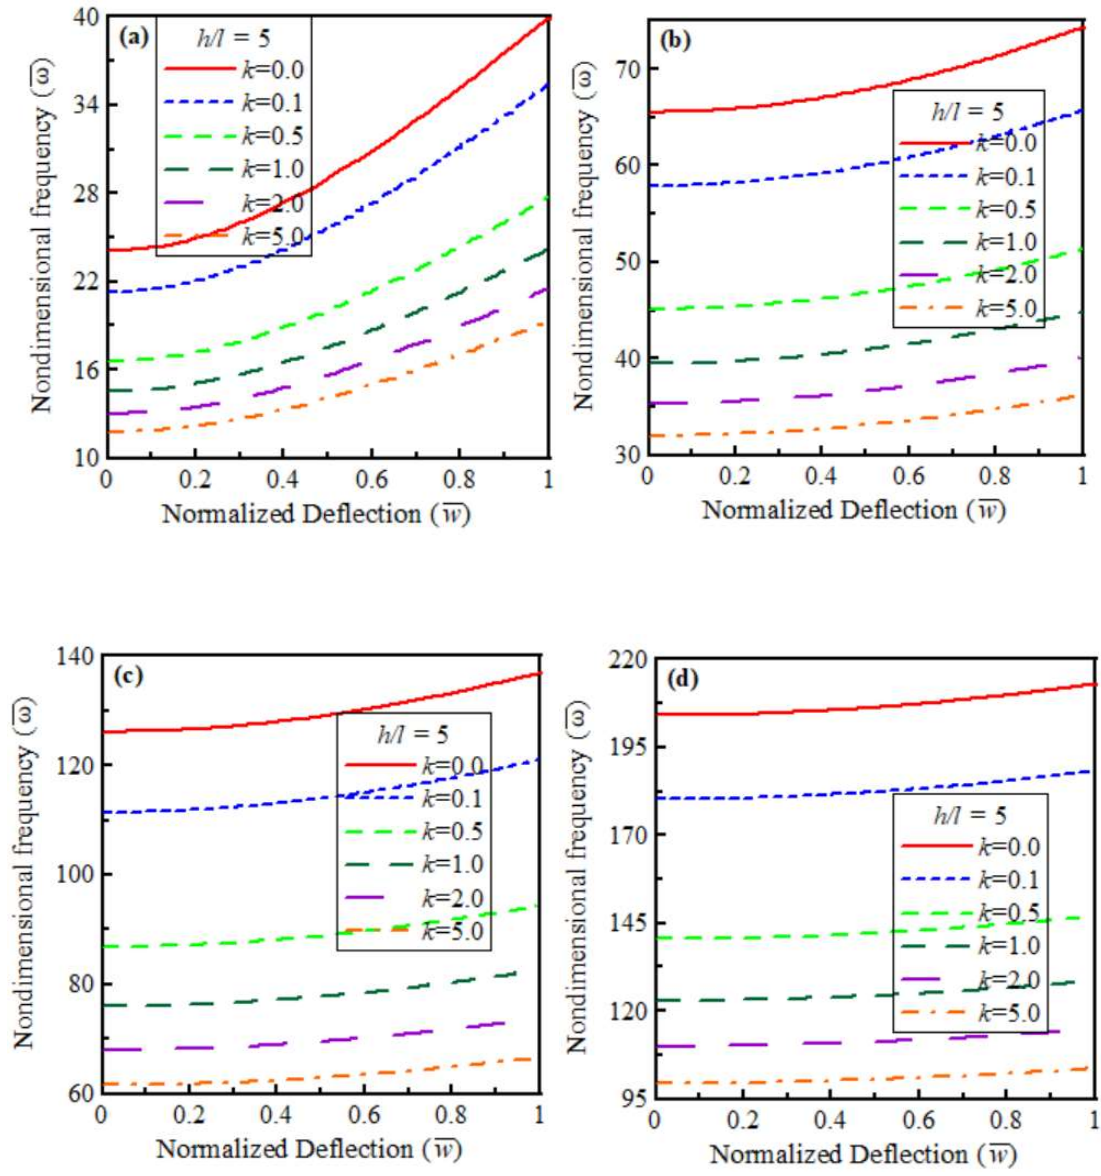 (a)
h/l = 5
k=0.0
k=0.1
k=0.5
k=1.0
k=2.0
k=5.0
40
34
28
22
16
10
0 0.2 0.4 0.6 0.8 1
Nondimensional frequency (ω̅)
Normalized Deflection (w̅)
(b)
h/l = 5
k=0.0
k=0.1
k=0.5
k=1.0
k=2.0
k=5.0
70
60
50
40
30
0 0.2 0.4 0.6 0.8 1
Nondimensional frequency (ω̅)
Normalized Deflection (w̅)
(c)
h/l = 5
k=0.0
k=0.1
k=0.5
k=1.0
k=2.0
k=5.0
140
120
100
80
60
0 0.2 0.4 0.6 0.8 1
Nondimensional frequency (ω̅)
Normalized Deflection (w̅)
(d)
h/l = 5
k=0.0
k=0.1
k=0.5
k=1.0
k=2.0
k=5.0
220
195
170
145
120
95
0 0.2 0.4 0.6 0.8 1
Nondimensional frequency (ω̅)
Normalized Deflection (w̅)